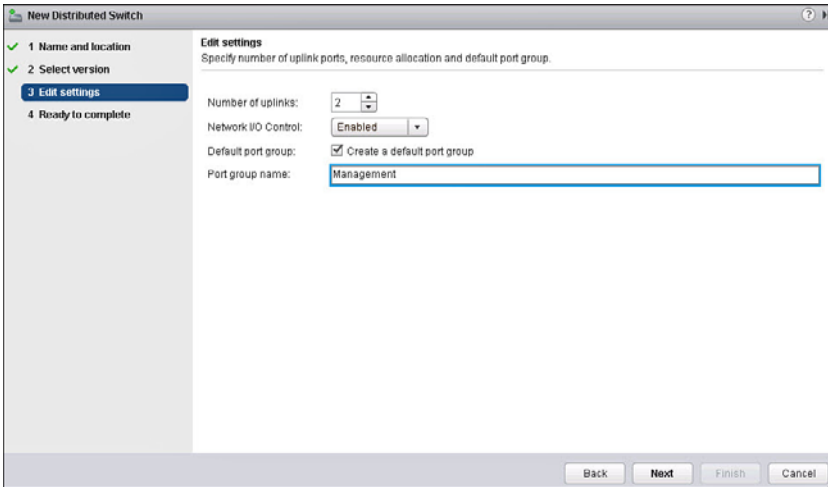 New Distributed Switch
?
1 Name and location
2 Select version
3 Edit settings
4 Ready to complete
Edit settings
Specify number of uplink ports, resource allocation and default port group.
Number of uplinks: 2
Network I/O Control: Enabled
Default port group: Create a default port group
Port group name: Management
Back Next Finish Cancel